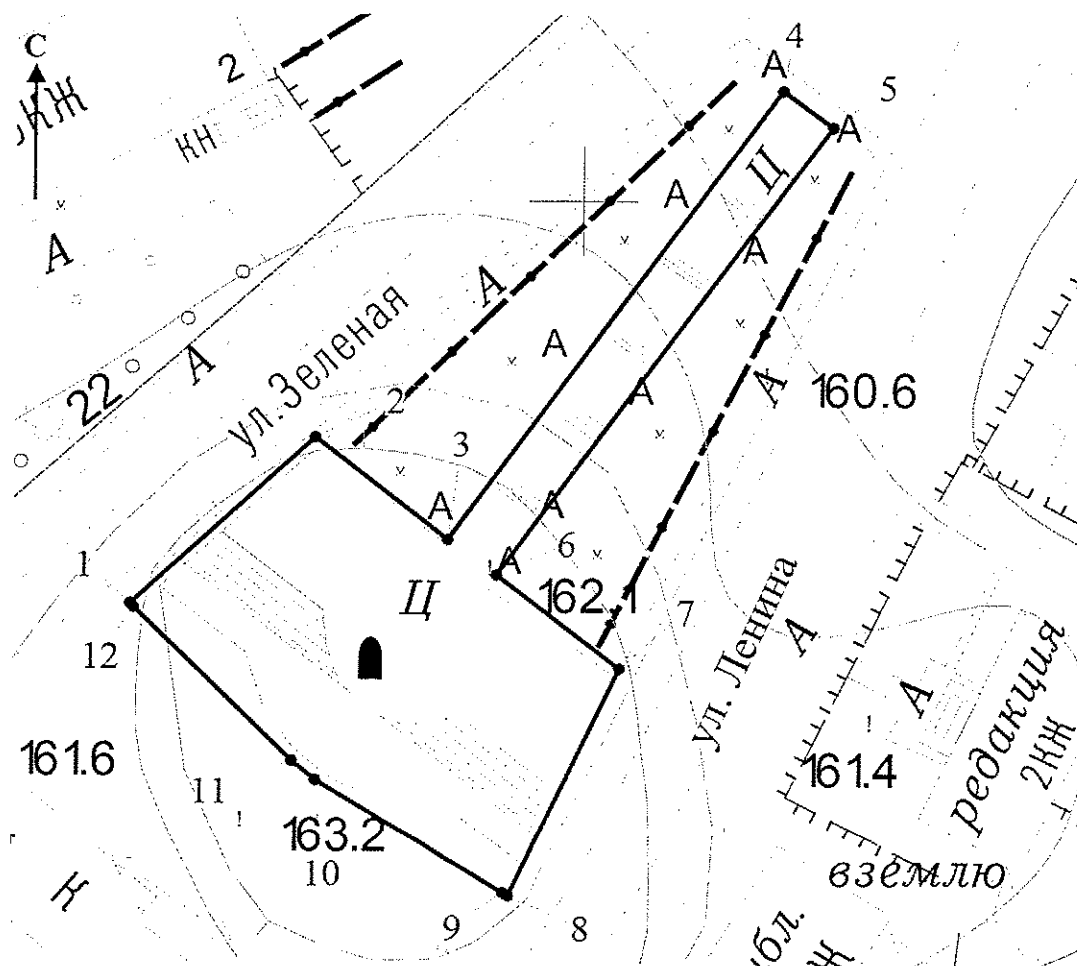 4
С
А
2
5
КЖ
А
КН
Ц
А
А
А
А
ул. Зеленая
А
А
22
А
А
160.6
2
3
А
А
6
1
А
Ц
162.1
7
ул. Ленина
А
12
А
редакция
2КЖ
161.6
161.4
11
163.2
10
вземлю
Ж
9
8
бл.
Ж